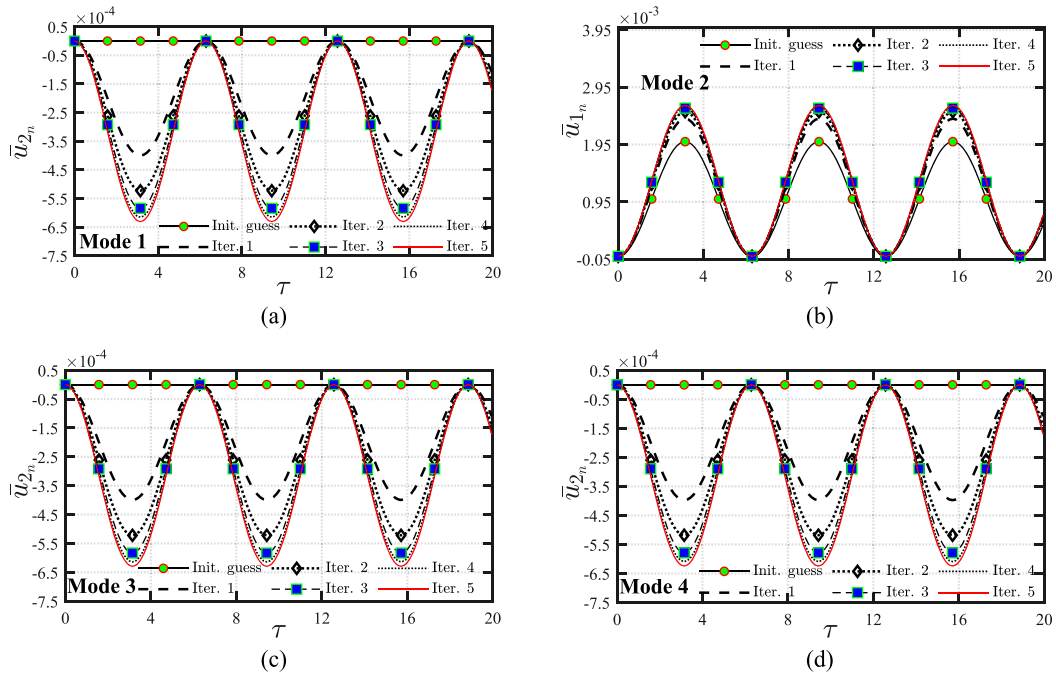 ×10⁻⁴
0.5
-0.5
-1.5
-2.5
-3.5
-4.5
-5.5
-6.5
-7.5
ū₂ₙ
Mode 1
Init. guess Iter. 2 Iter. 4
Iter. 1 Iter. 3 Iter. 5
0 4 8 12 16 20
τ
(a)
×10⁻³
3.95
2.95
1.95
0.95
-0.05
ū₁ₙ
Init. guess Iter. 2 Iter. 4
Mode 2 Iter. 1 Iter. 3 Iter. 5
0 4 8 12 16 20
τ
(b)
×10⁻⁴
0.5
-0.5
-1.5
-2.5
-3.5
-4.5
-5.5
-6.5
-7.5
ū₂ₙ
Init. guess Iter. 2 Iter. 4
Mode 3 Iter. 1 Iter. 3 Iter. 5
0 4 8 12 16 20
τ
(c)
×10⁻⁴
0.5
-0.5
-1.5
-2.5
-3.5
-4.5
-5.5
-6.5
-7.5
ū₂ₙ
Init. guess Iter. 2 Iter. 4
Mode 4 Iter. 1 Iter. 3 Iter. 5
0 4 8 12 16 20
τ
(d)